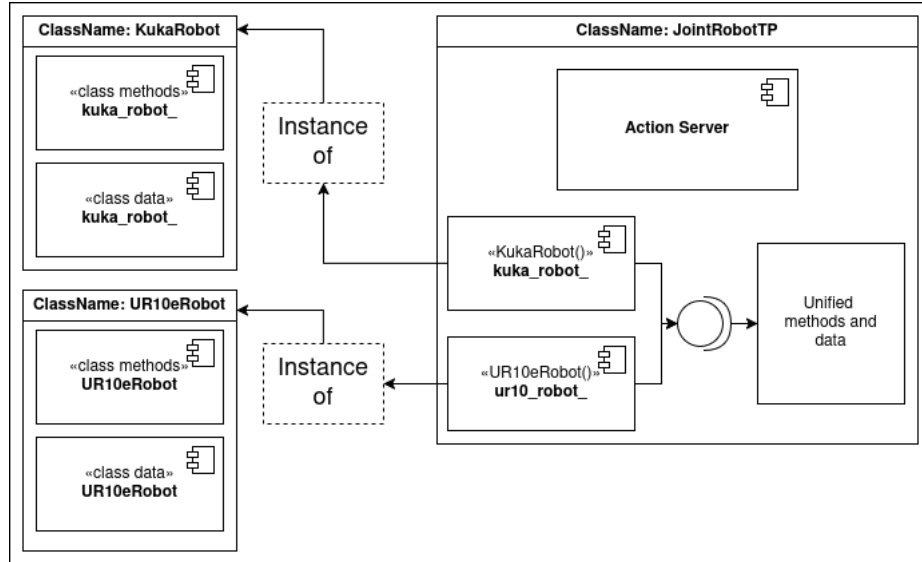 ClassName: KukaRobot
«class methods»
kuka_robot_
«class data»
kuka_robot_
Instance
of
ClassName: UR10eRobot
«class methods»
UR10eRobot
«class data»
UR10eRobot
Instance
of
ClassName: JointRobotTP
Action Server
«KukaRobot()»
kuka_robot_
«UR10eRobot()»
ur10_robot_
Unified
methods and
data